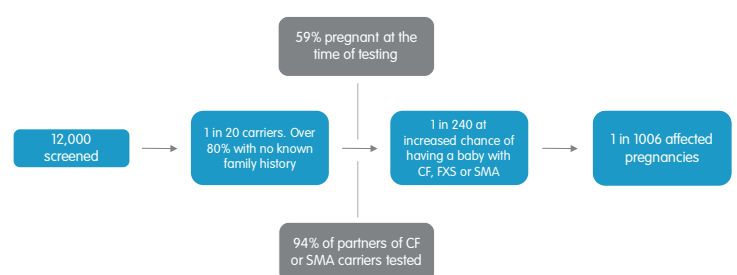 59% pregnant at the
time of testing
12,000
screened
1 in 20 carriers. Over
80% with no known
family history
1 in 240 at
increased chance of
having a baby with
CF, FXS or SMA
1 in 1006 affected
pregnancies
94% of partners of CF
or SMA carriers tested